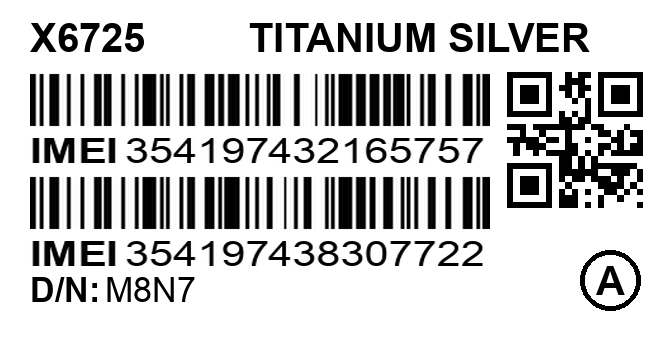 X6725 TITANIUM SILVER
IMEI 354197432165757
IMEI 354197438307722
D/N: M8N7
A